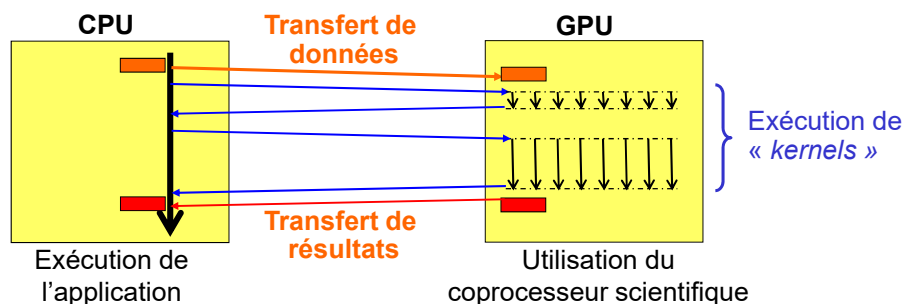 CPU
Transfert de
données
GPU
Exécution de
« kernels »
Transfert de
résultats
Exécution de
l’application
Utilisation du
coprocesseur scientifique